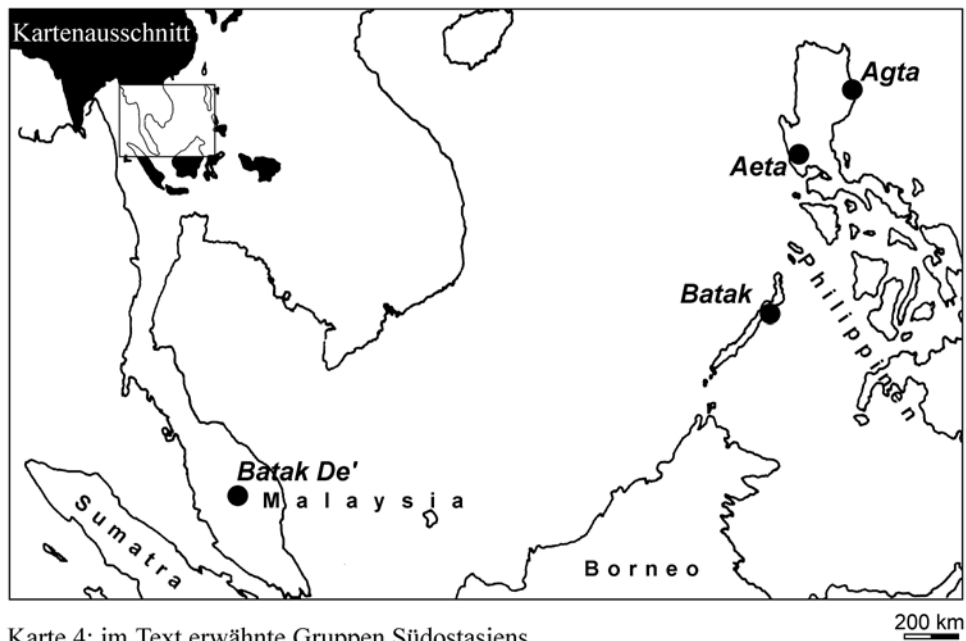 Kartenausschnitt
Agta
Aeta
Batak
Philippinen
Batak De'
Malaysia
Sumatra
Borneo
200 km
Karte 4: im Text erwähnte Gruppen Südostasiens